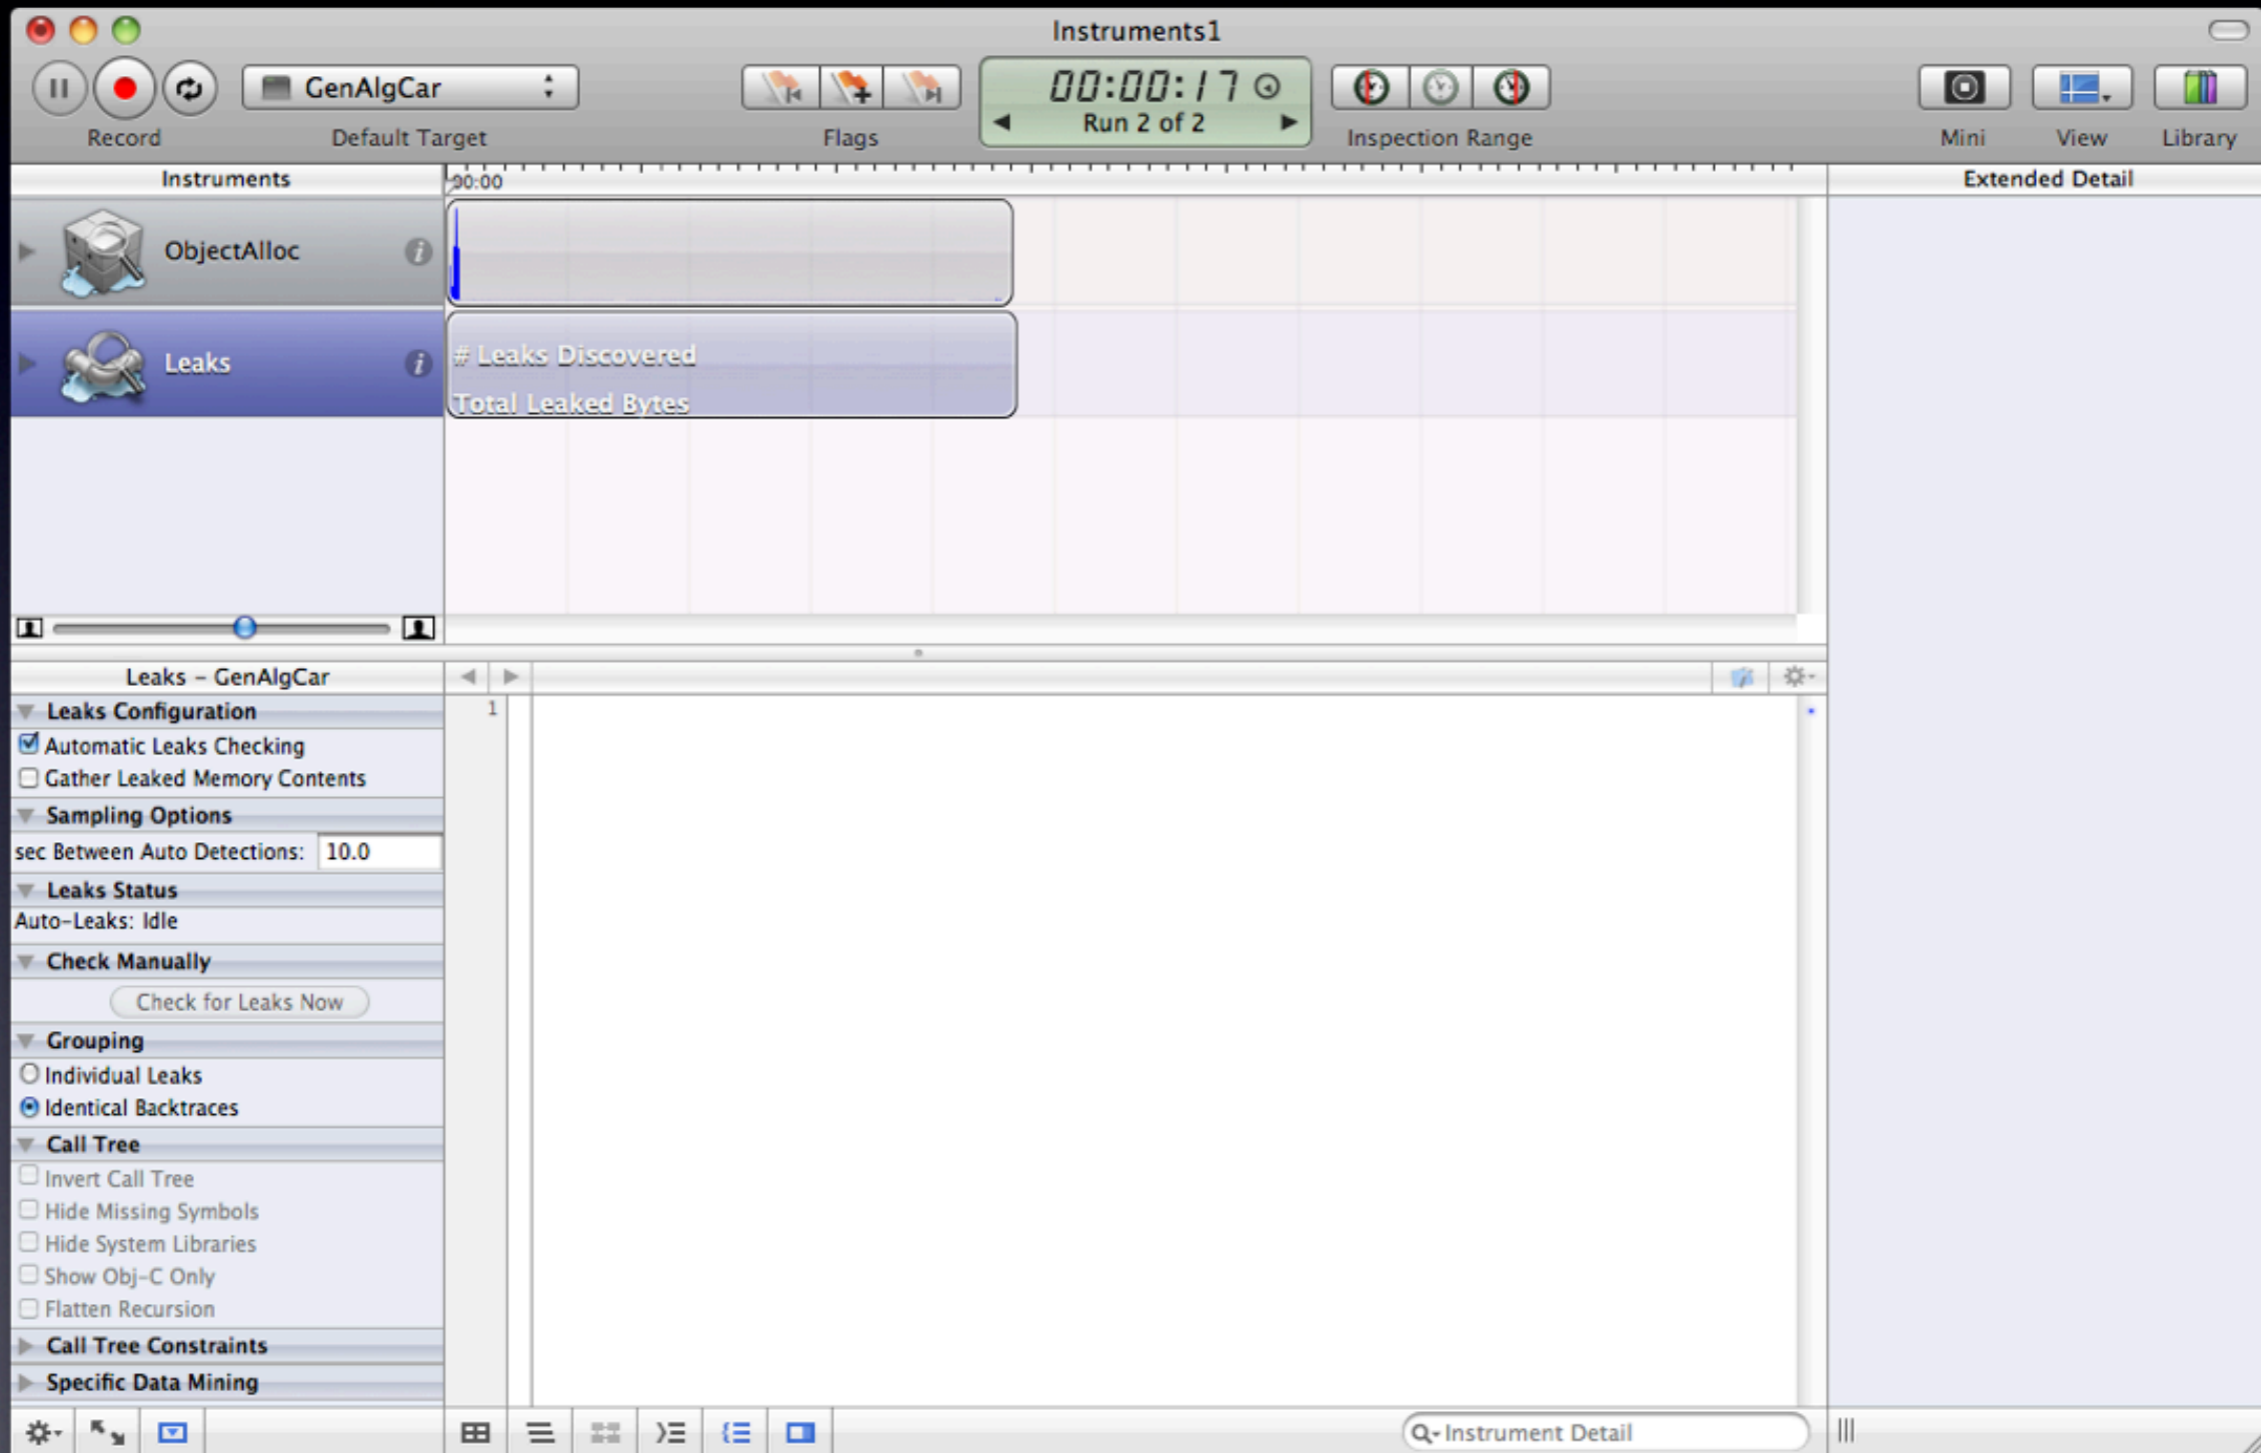 Instruments1
GenAlgCar
00:00:17
Run 2 of 2
Record
Default Target
Flags
Inspection Range
Mini
View
Library
Instruments
00:00
Extended Detail
ObjectAlloc
Leaks
# Leaks Discovered
Total Leaked Bytes
Leaks – GenAlgCar
Leaks Configuration
1
Automatic Leaks Checking
Gather Leaked Memory Contents
Sampling Options
sec Between Auto Detections: 10.0
Leaks Status
Auto-Leaks: Idle
Check Manually
Check for Leaks Now
Grouping
Individual Leaks
Identical Backtraces
Call Tree
Invert Call Tree
Hide Missing Symbols
Hide System Libraries
Show Obj-C Only
Flatten Recursion
Call Tree Constraints
Specific Data Mining
Instrument Detail